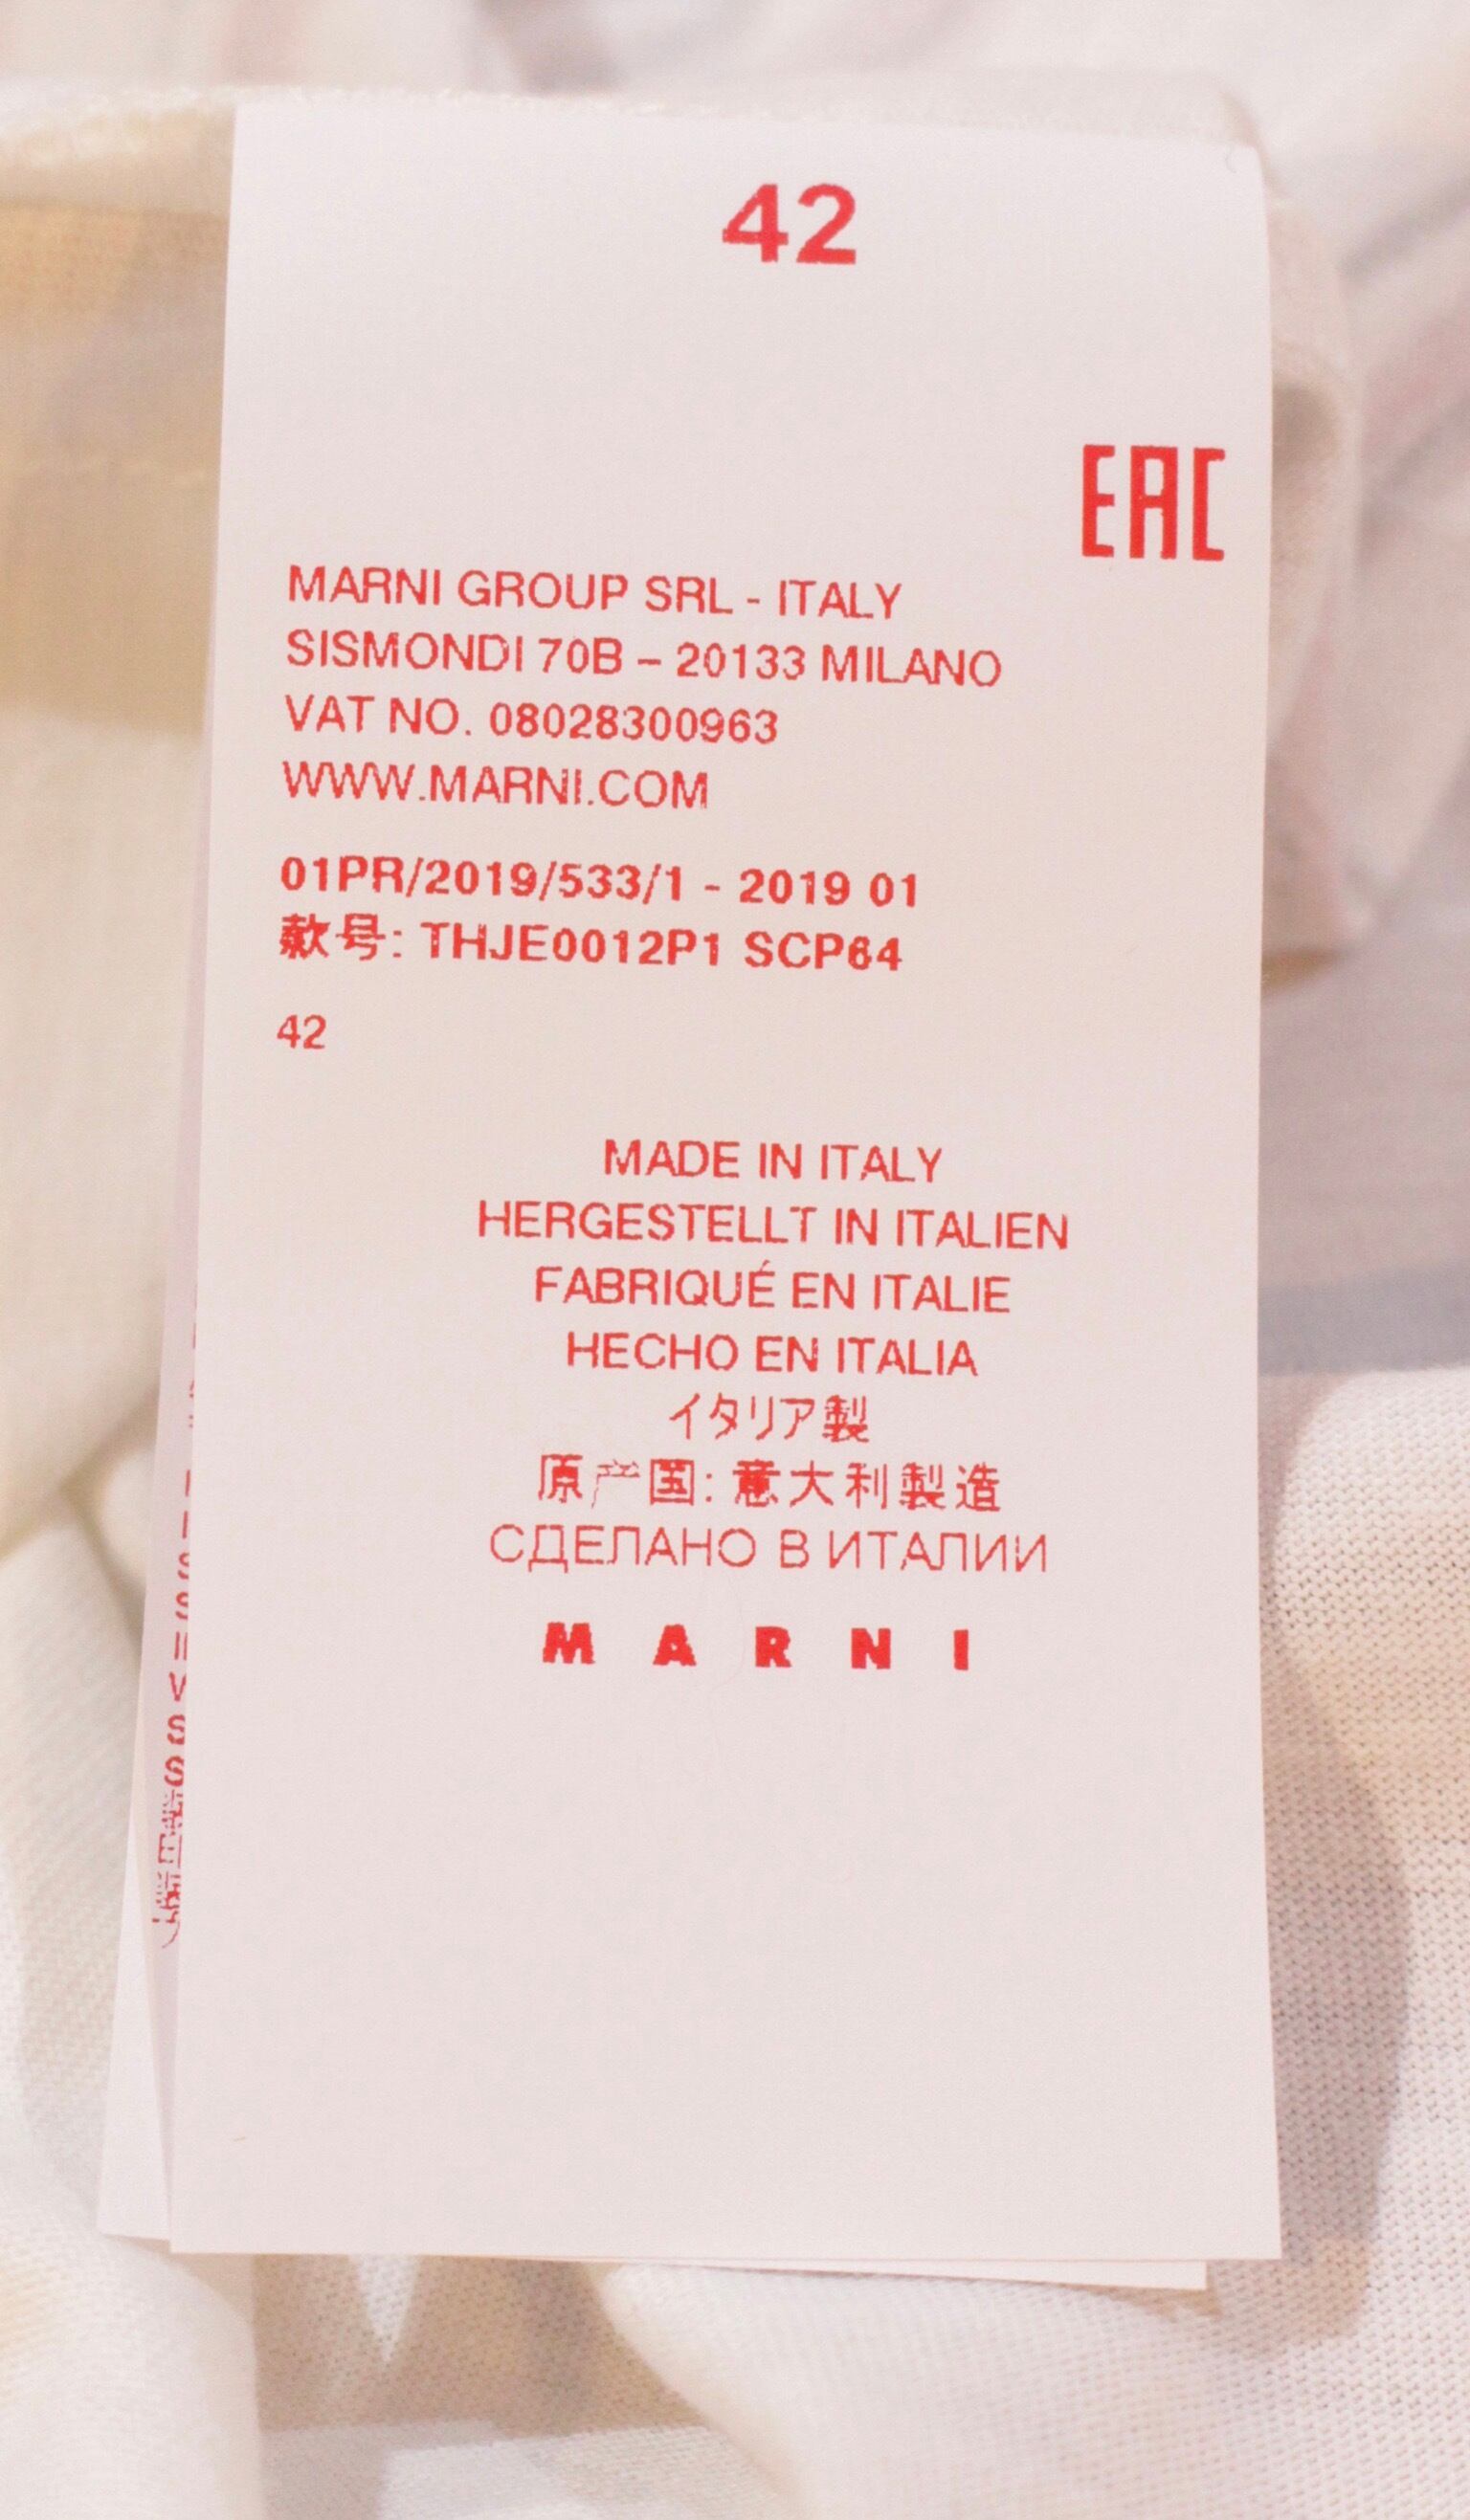 42
EAC
MARNI GROUP SRL - ITALY
SISMONDI 70B – 20133 MILANO
VAT NO. 08028300963
WWW.MARNI.COM
01PR/2019/533/1 - 2019 01
款号: THJE0012P1 SCP64
42
MADE IN ITALY
HERGESTELLT IN ITALIEN
FABRIQUÉ EN ITALIE
HECHO EN ITALIA
イタリア製
原产国: 意大利製造
СДЕЛАНО В ИТАЛИИ
MARNI